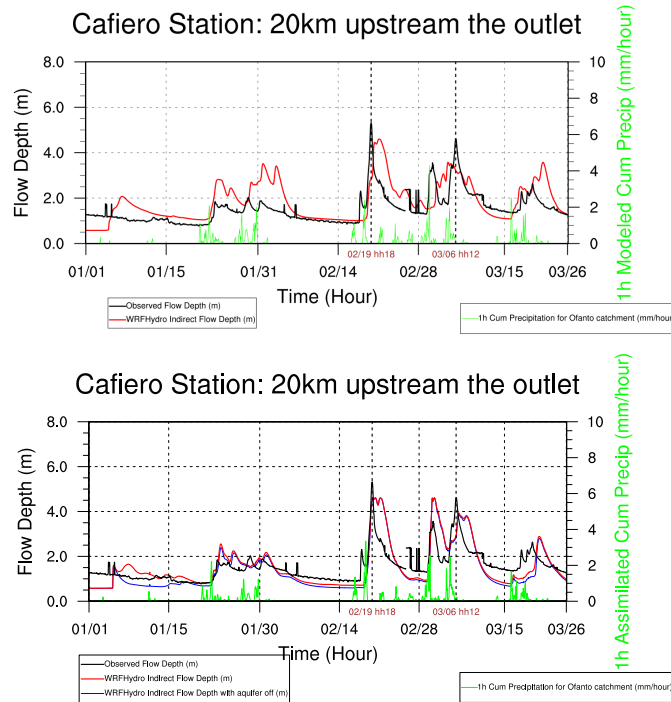 Cafiero Station: 20km upstream the outlet
8.0
6.0
4.0
2.0
0.0
Flow Depth (m)
10
8
6
4
2
0
1h Modeled Cum Precip (mm/hour)
01/01 01/15 01/31 02/14 02/28 03/15 03/26
02/19 hh18 03/06 hh12
Time (Hour)
Observed Flow Depth (m)
WRFHydro Indirect Flow Depth (m)
1h Cum Precipitation for Ofanto catchment (mm/hour)
Cafiero Station: 20km upstream the outlet
8.0
6.0
4.0
2.0
0.0
Flow Depth (m)
10
8
6
4
2
0
1h Assimilated Cum Precip (mm/hour)
01/01 01/15 01/30 02/14 02/28 03/15 03/26
02/19 hh18 03/06 hh12
Time (Hour)
Observed Flow Depth (m)
WRFHydro Indirect Flow Depth (m)
WRFHydro Indirect Flow Depth with aquifer off (m)
1h Cum Precipitation for Ofanto catchment (mm/hour)